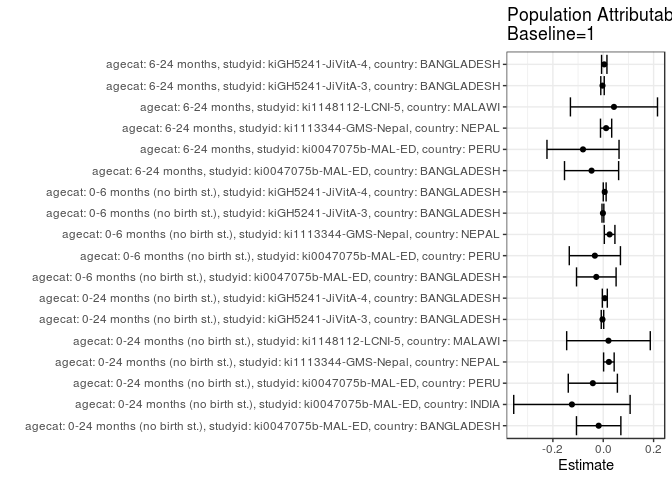 Population Attributab
Baseline=1
agecat: 6-24 months, studyid: kiGH5241-JiVitA-4, country: BANGLADESH
agecat: 6-24 months, studyid: kiGH5241-JiVitA-3, country: BANGLADESH
agecat: 6-24 months, studyid: ki1148112-LCNI-5, country: MALAWI
agecat: 6-24 months, studyid: ki1113344-GMS-Nepal, country: NEPAL
agecat: 6-24 months, studyid: ki0047075b-MAL-ED, country: PERU
agecat: 6-24 months, studyid: ki0047075b-MAL-ED, country: BANGLADESH
agecat: 0-6 months (no birth st.), studyid: kiGH5241-JiVitA-4, country: BANGLADESH
agecat: 0-6 months (no birth st.), studyid: kiGH5241-JiVitA-3, country: BANGLADESH
agecat: 0-6 months (no birth st.), studyid: ki1113344-GMS-Nepal, country: NEPAL
agecat: 0-6 months (no birth st.), studyid: ki0047075b-MAL-ED, country: PERU
agecat: 0-6 months (no birth st.), studyid: ki0047075b-MAL-ED, country: BANGLADESH
agecat: 0-24 months (no birth st.), studyid: kiGH5241-JiVitA-4, country: BANGLADESH
agecat: 0-24 months (no birth st.), studyid: kiGH5241-JiVitA-3, country: BANGLADESH
agecat: 0-24 months (no birth st.), studyid: ki1148112-LCNI-5, country: MALAWI
agecat: 0-24 months (no birth st.), studyid: ki1113344-GMS-Nepal, country: NEPAL
agecat: 0-24 months (no birth st.), studyid: ki0047075b-MAL-ED, country: PERU
agecat: 0-24 months (no birth st.), studyid: ki0047075b-MAL-ED, country: INDIA
agecat: 0-24 months (no birth st.), studyid: ki0047075b-MAL-ED, country: BANGLADESH
-0.2 0.0 0.2
Estimate